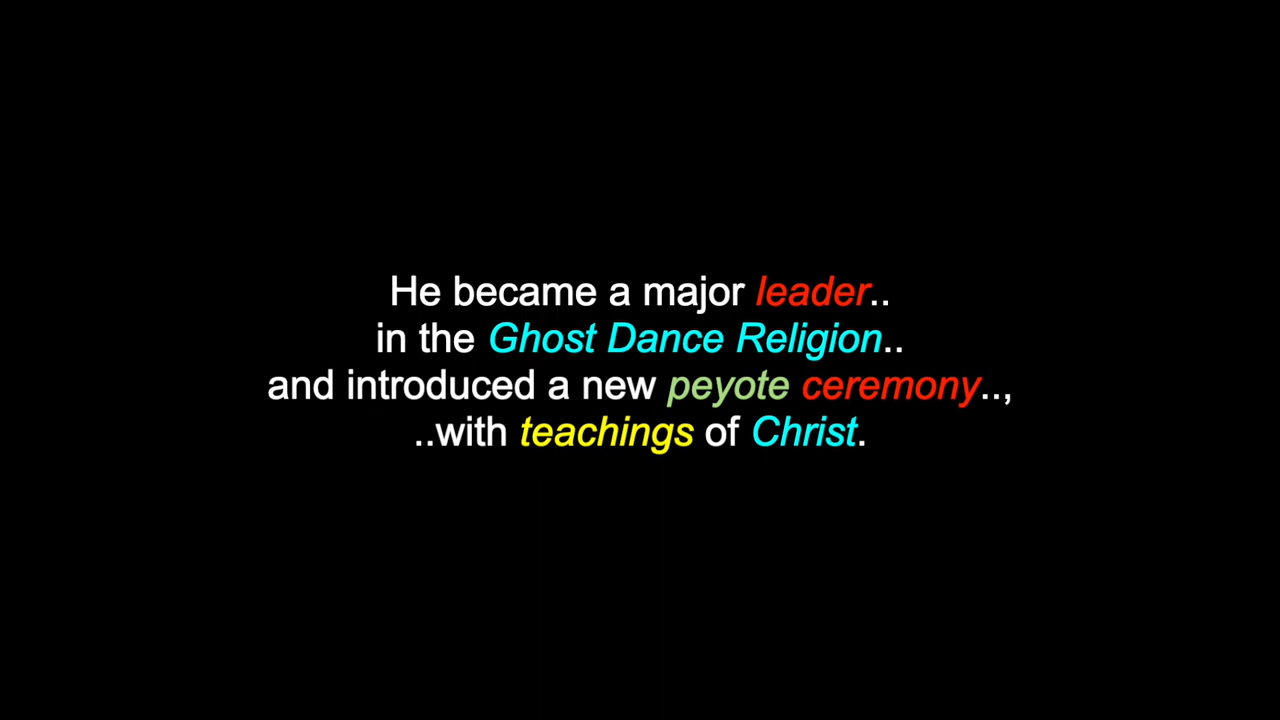 He became a major leader..
in the Ghost Dance Religion..
and introduced a new peyote ceremony..,
..with teachings of Christ.